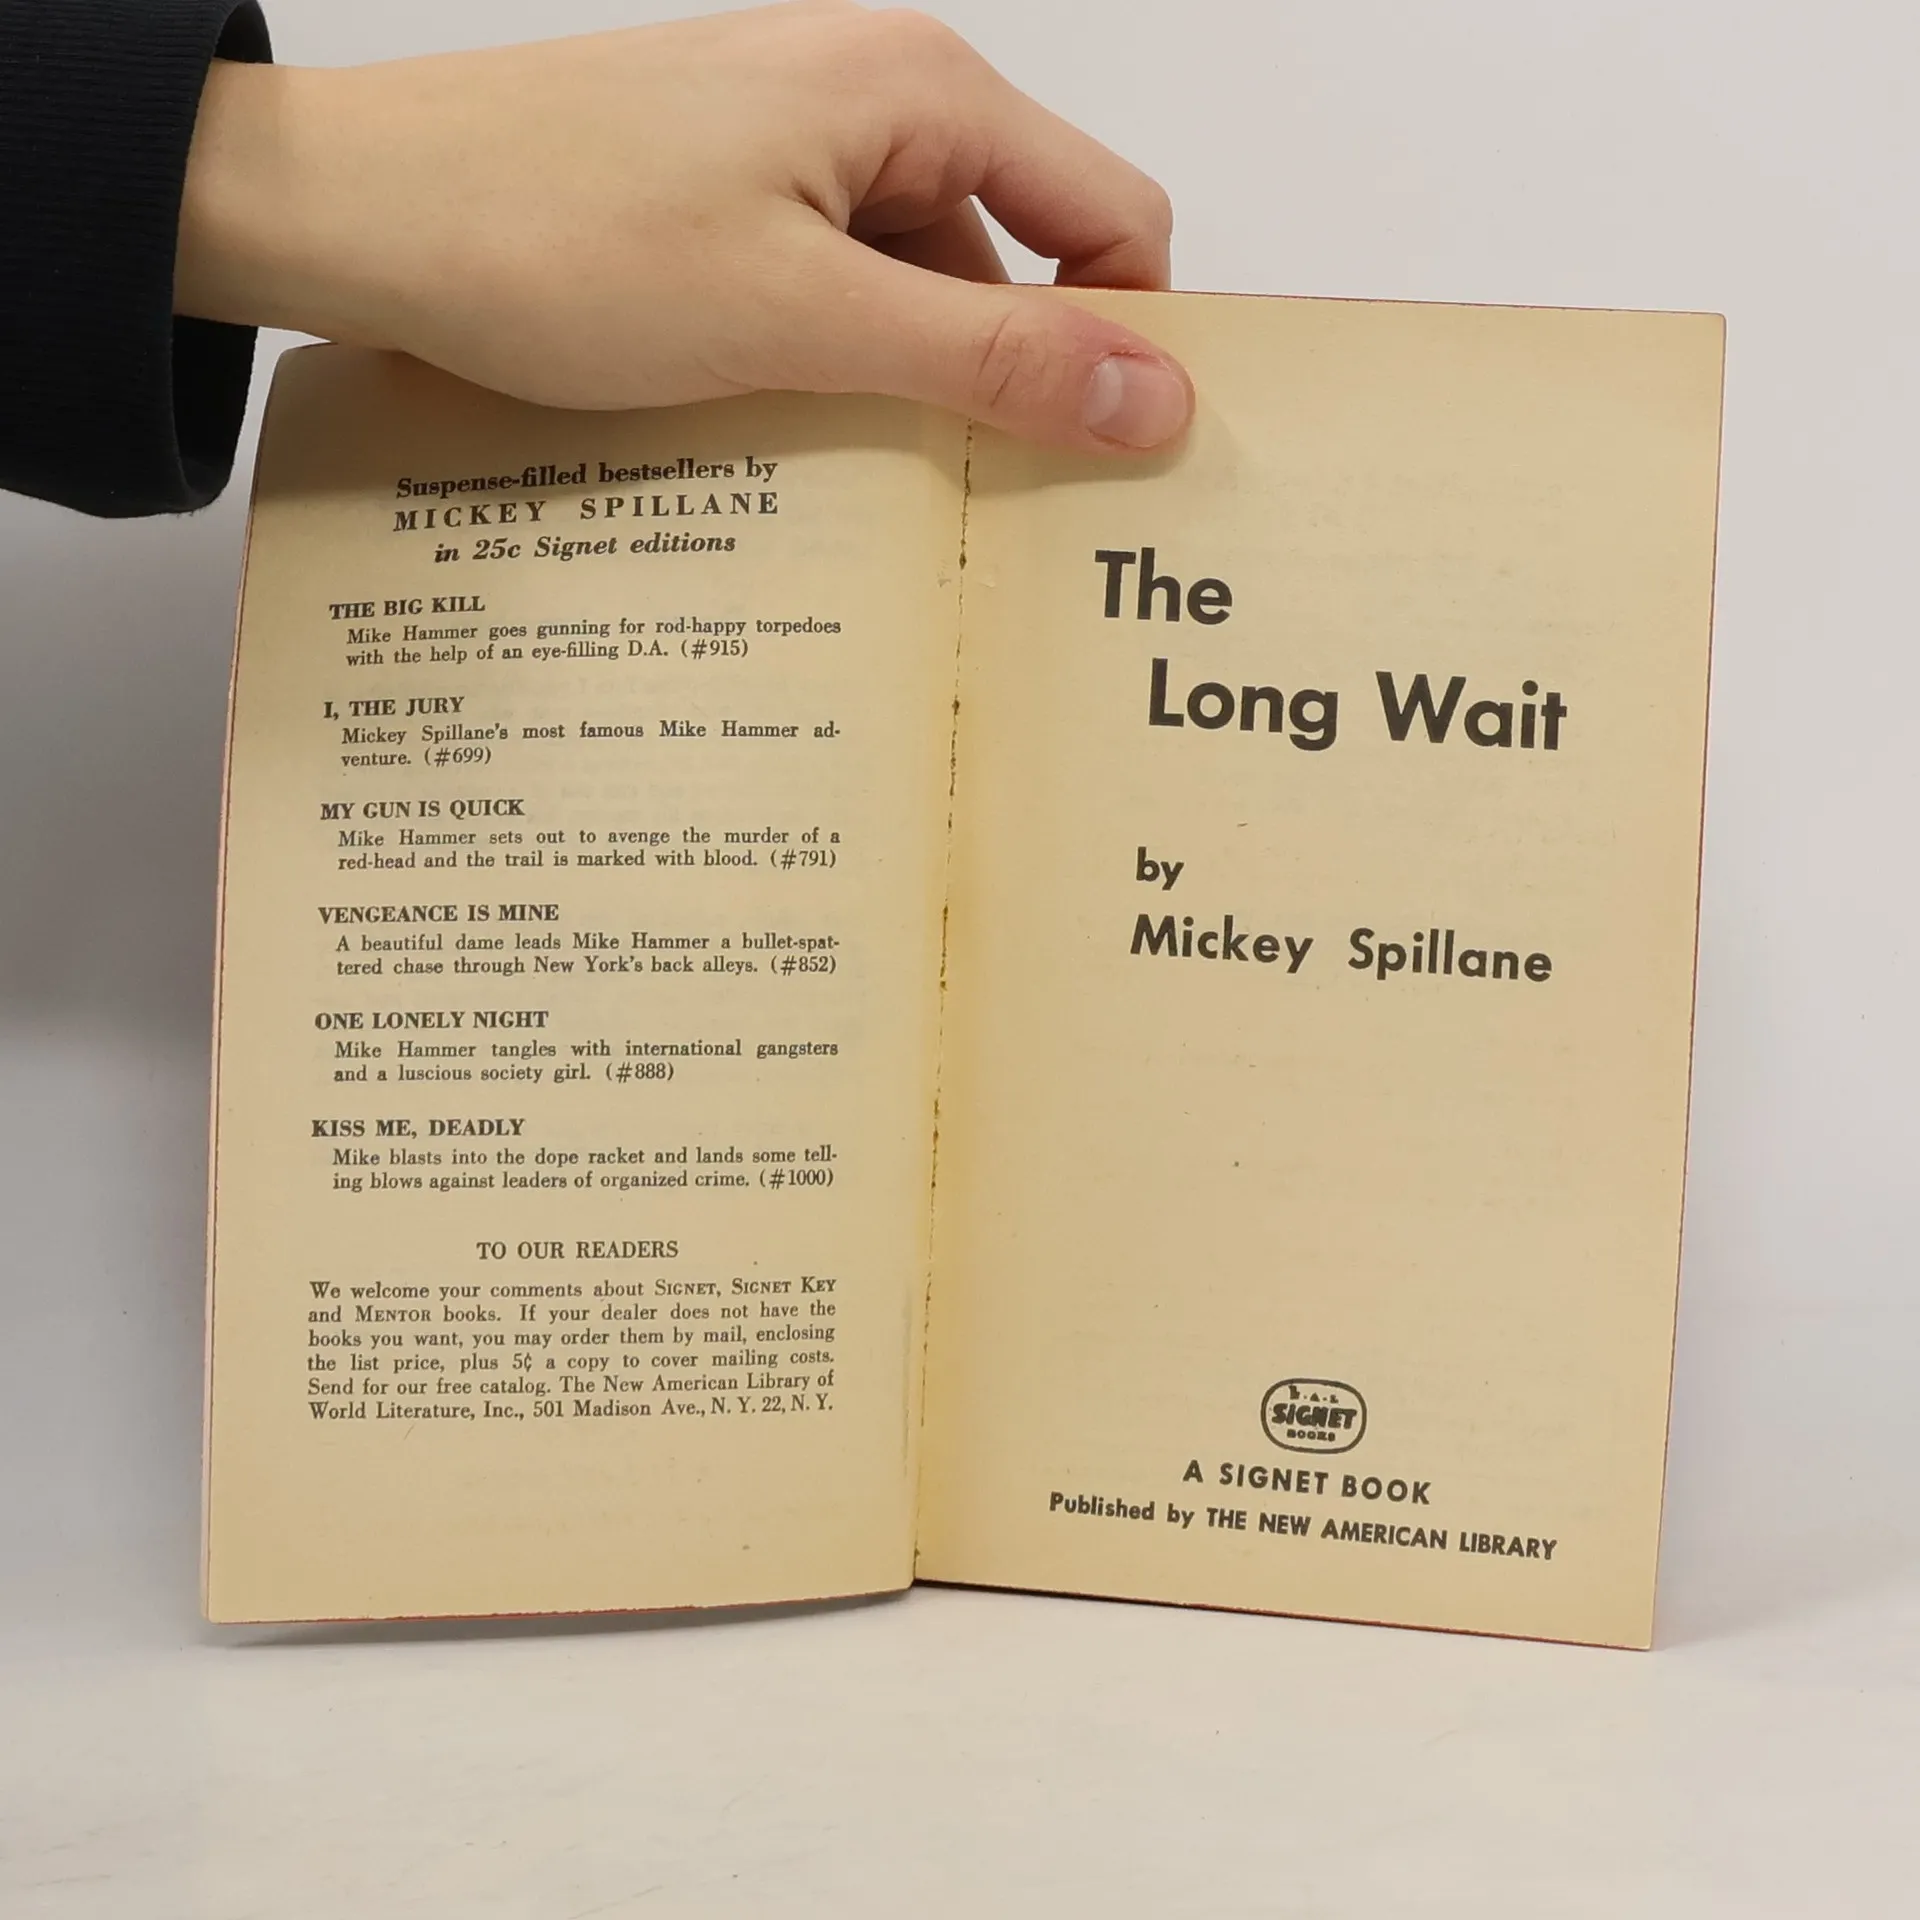 Suspense-filled bestsellers by
MICKEY SPILLANE
in 25c Signet editions
THE BIG KILL
Mike Hammer goes gunning for rod-happy torpedoes
with the help of an eye-filling D.A. (#915)
I, THE JURY
Mickey Spillane's most famous Mike Hammer ad-
venture. (#699)
MY GUN IS QUICK
Mike Hammer sets out to avenge the murder of a
red-head and the trail is marked with blood. (#791)
VENGEANCE IS MINE
A beautiful dame leads Mike Hammer a bullet-spat-
tered chase through New York's back alleys. (#852)
ONE LONELY NIGHT
Mike Hammer tangles with international gangsters
and a luscious society girl. (#888)
KISS ME, DEADLY
Mike blasts into the dope racket and lands some tell-
ing blows against leaders of organized crime. (#1000)
TO OUR READERS
We welcome your comments about SIGNET, SIGNET KEY
and MENTOR books. If your dealer does not have the
books you want, you may order them by mail, enclosing
the list price, plus 5¢ a copy to cover mailing costs.
Send for our free catalog. The New American Library of
World Literature, Inc., 501 Madison Ave., N. Y. 22, N. Y.
The
Long Wait
by
Mickey Spillane
SIGNET
BOOKS
A SIGNET BOOK
Published by THE NEW AMERICAN LIBRARY